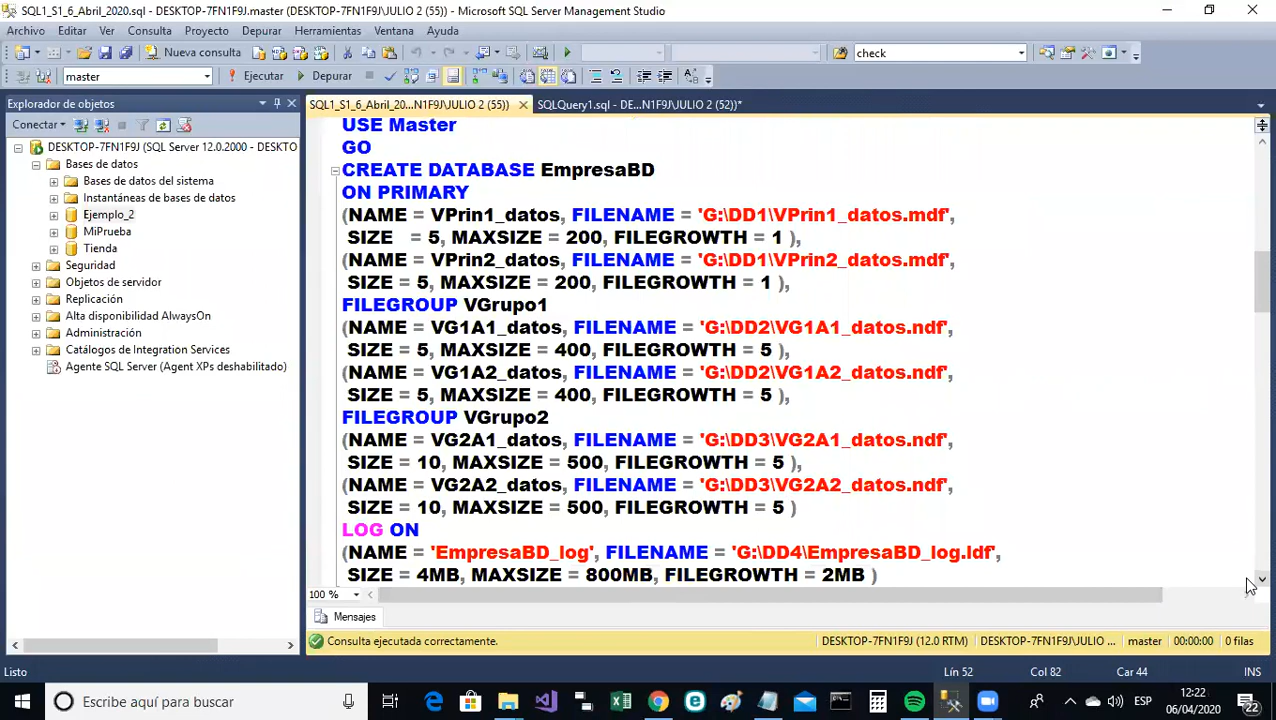 SQL1_S1_6_Abril_2020.sql - DESKTOP-7FN1F9J.master (DESKTOP-7FN1F9J\JULIO 2 (55)) - Microsoft SQL Server Management Studio
Archivo Editar Ver Consulta Proyecto Depurar Herramientas Ventana Ayuda
Nueva consulta check
master Ejecutar Depurar
Explorador de objetos
SQL1_S1_6_Abril_20...N1F9J\JULIO 2 (55)) SQLQuery1.sql - DE...N1F9J\JULIO 2 (52))*
Conectar
DESKTOP-7FN1F9J (SQL Server 12.0.2000 - DESKTO
Bases de datos
Bases de datos del sistema
Instantáneas de bases de datos
Ejemplo_2
MiPrueba
Tienda
Seguridad
Objetos de servidor
Replicación
Alta disponibilidad AlwaysOn
Administración
Catálogos de Integration Services
Agente SQL Server (Agent XPs deshabilitado)
USE Master
GO
CREATE DATABASE EmpresaBD
ON PRIMARY
(NAME = VPrin1_datos, FILENAME = 'G:\DD1\VPrin1_datos.mdf',
SIZE = 5, MAXSIZE = 200, FILEGROWTH = 1 ),
(NAME = VPrin2_datos, FILENAME = 'G:\DD1\VPrin2_datos.mdf',
SIZE = 5, MAXSIZE = 200, FILEGROWTH = 1 ),
FILEGROUP VGrupo1
(NAME = VG1A1_datos, FILENAME = 'G:\DD2\VG1A1_datos.ndf',
SIZE = 5, MAXSIZE = 400, FILEGROWTH = 5 ),
(NAME = VG1A2_datos, FILENAME = 'G:\DD2\VG1A2_datos.ndf',
SIZE = 5, MAXSIZE = 400, FILEGROWTH = 5 ),
FILEGROUP VGrupo2
(NAME = VG2A1_datos, FILENAME = 'G:\DD3\VG2A1_datos.ndf',
SIZE = 10, MAXSIZE = 500, FILEGROWTH = 5 ),
(NAME = VG2A2_datos, FILENAME = 'G:\DD3\VG2A2_datos.ndf',
SIZE = 10, MAXSIZE = 500, FILEGROWTH = 5 )
LOG ON
(NAME = 'EmpresaBD_log', FILENAME = 'G:\DD4\EmpresaBD_log.ldf',
SIZE = 4MB, MAXSIZE = 800MB, FILEGROWTH = 2MB )
100 %
Mensajes
Consulta ejecutada correctamente. DESKTOP-7FN1F9J (12.0 RTM) DESKTOP-7FN1F9J\JULIO ... master 00:00:00 0 filas
Listo Lín 52 Col 82 Car 44 INS
Escribe aquí para buscar ESP 12:22
06/04/2020 22